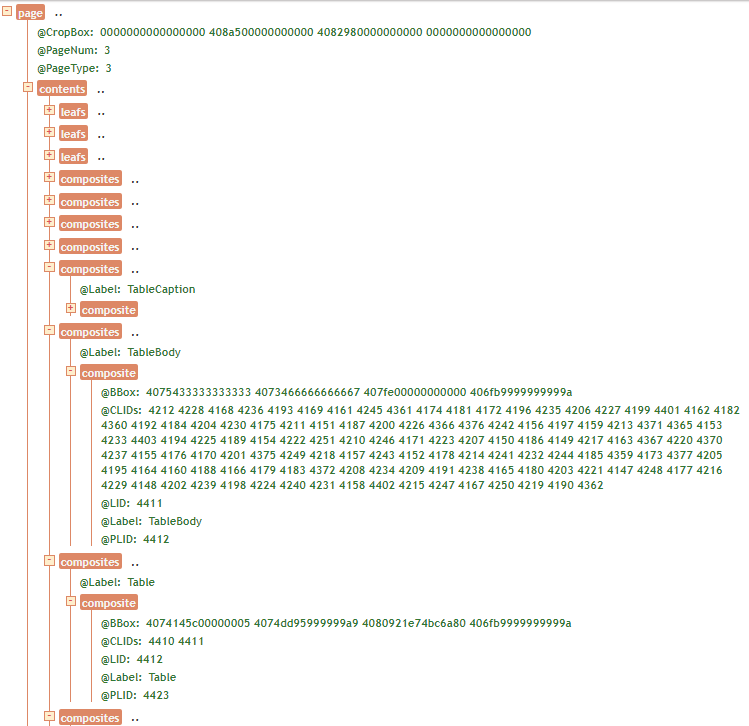 page ..
@CropBox: 0000000000000000 408a500000000000 4082980000000000 0000000000000000
@PageNum: 3
@PageType: 3
contents ..
leafs ..
leafs ..
leafs ..
composites ..
composites ..
composites ..
composites ..
composites ..
@Label: TableCaption
composite
composites ..
@Label: TableBody
composite
@BBox: 4075433333333333 4073466666666667 407fe00000000000 406fb9999999999a
@CLIDs: 4212 4228 4168 4236 4193 4169 4161 4245 4361 4174 4181 4172 4196 4235 4206 4227 4199 4401 4162 4182
4360 4192 4184 4204 4230 4175 4211 4151 4187 4200 4226 4366 4376 4242 4156 4197 4159 4213 4371 4365 4153
4233 4403 4194 4225 4189 4154 4222 4251 4210 4246 4171 4223 4207 4150 4186 4149 4217 4163 4367 4220 4370
4237 4155 4176 4170 4201 4375 4249 4218 4157 4243 4152 4178 4214 4241 4232 4244 4185 4359 4173 4377 4205
4195 4164 4160 4188 4166 4179 4183 4372 4208 4234 4209 4191 4238 4165 4180 4203 4221 4147 4248 4177 4216
4229 4148 4202 4239 4198 4224 4240 4231 4158 4402 4215 4247 4167 4250 4219 4190 4362
@LID: 4411
@Label: TableBody
@PLID: 4412
composites ..
@Label: Table
composite
@BBox: 4074145c00000005 4074dd95999999a9 4080921e74bc6a80 406fb9999999999a
@CLIDs: 4410 4411
@LID: 4412
@Label: Table
@PLID: 4423
composites ..